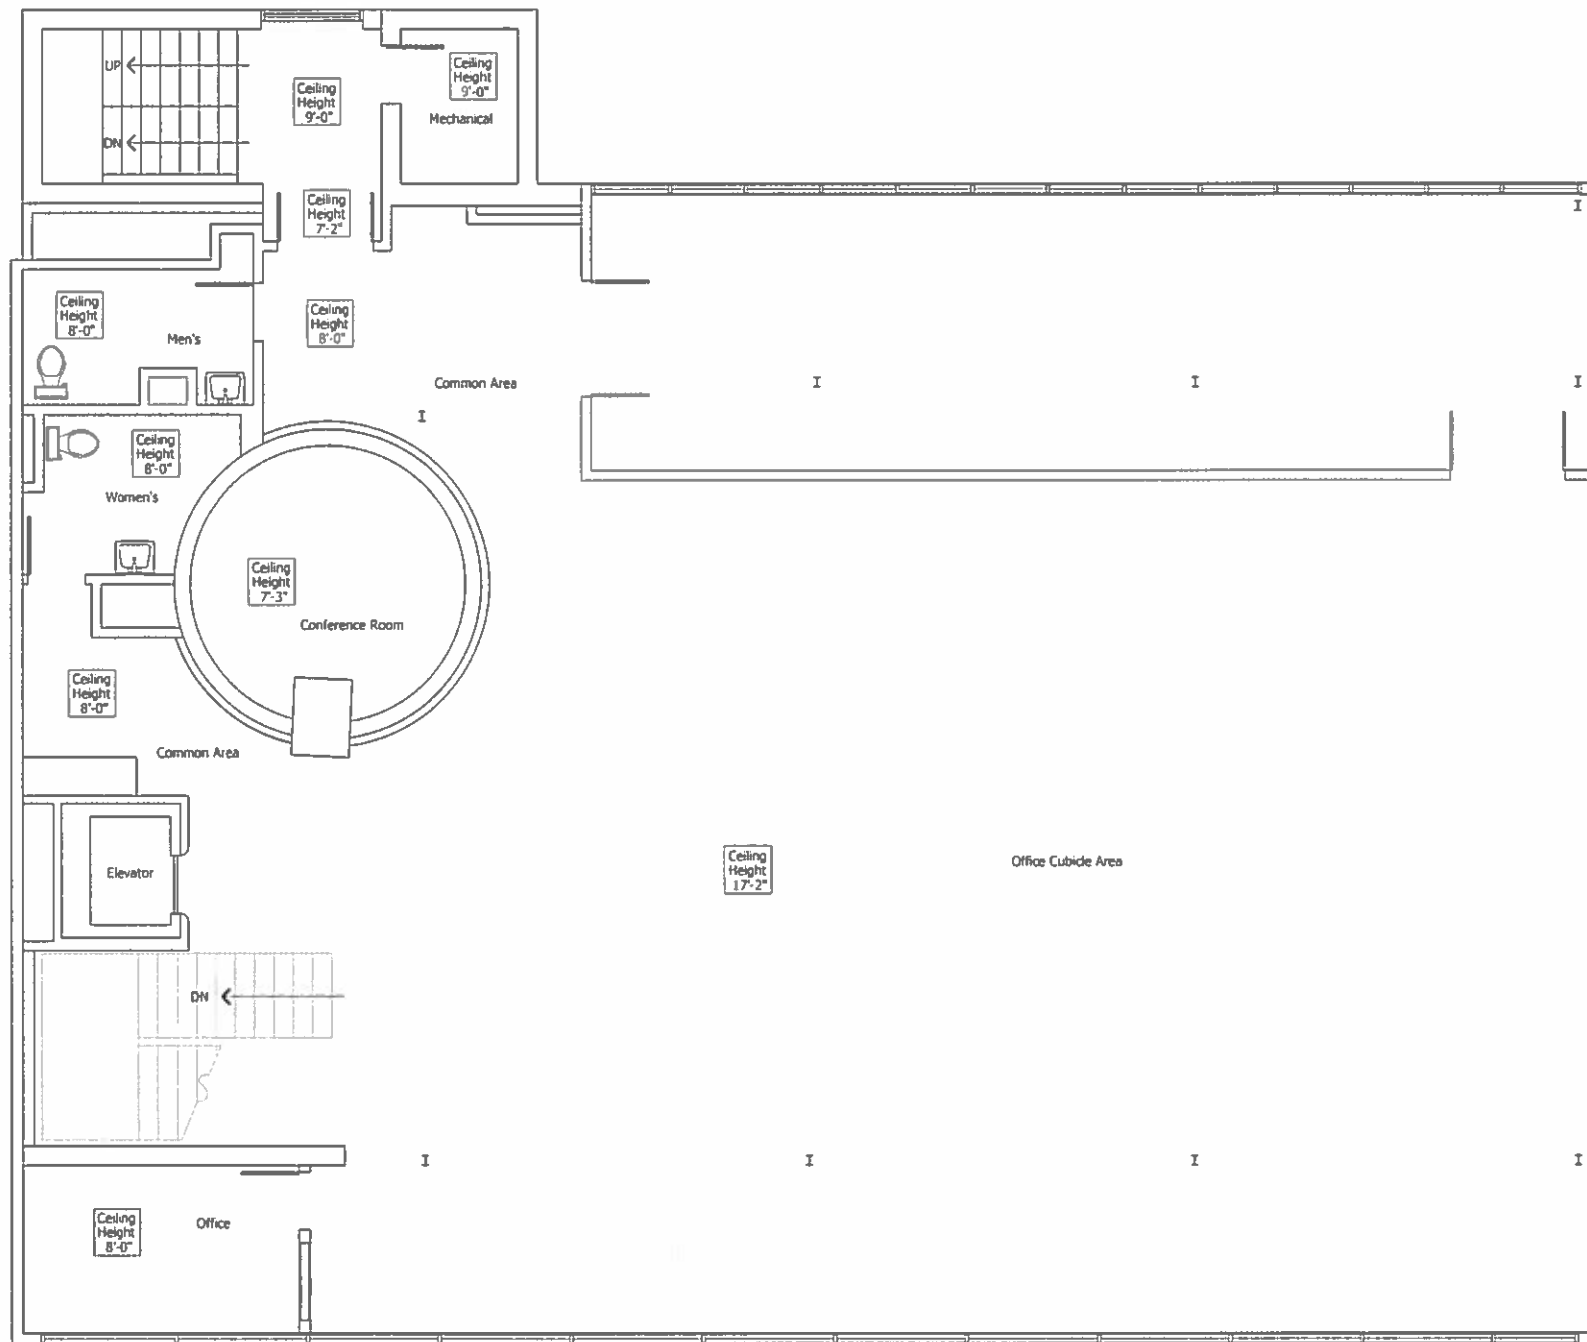 UP
Ceiling
Height
9'-0"
Ceiling
Height
9'-0"
Mechanical
DN
Ceiling
Height
7'-2"
Ceiling
Height
8'-0"
Men's
Ceiling
Height
8'-0"
Common Area
Ceiling
Height
8'-0"
Women's
Ceiling
Height
7'-3"
Conference Room
Ceiling
Height
8'-0"
Common Area
Elevator
Ceiling
Height
17'-2"
Office Cubicle Area
DN
Ceiling
Height
8'-0"
Office